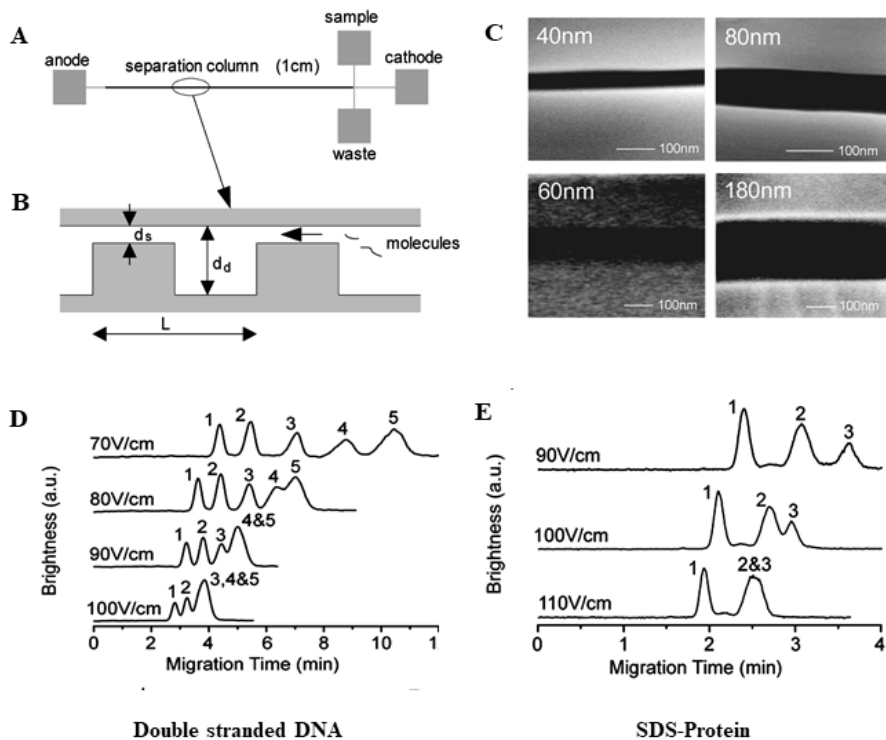 A
sample
anode
separation column (1cm)
cathode
waste
B
ds
dd
molecules
L
C
40nm
100nm
80nm
100nm
60nm
100nm
180nm
100nm
D
70V/cm
1 2 3 4 5
80V/cm
1 2 3 4 5
90V/cm
1 2 3 4&5
100V/cm
1 2 3,4&5
Brightness (a.u.)
0 2 4 6 8 10 1
Migration Time (min)
Double stranded DNA
E
90V/cm
1 2 3
100V/cm
1 2 3
110V/cm
1 2&3
Brightness (a.u.)
0 1 2 3 4
Migration Time (min)
SDS-Protein